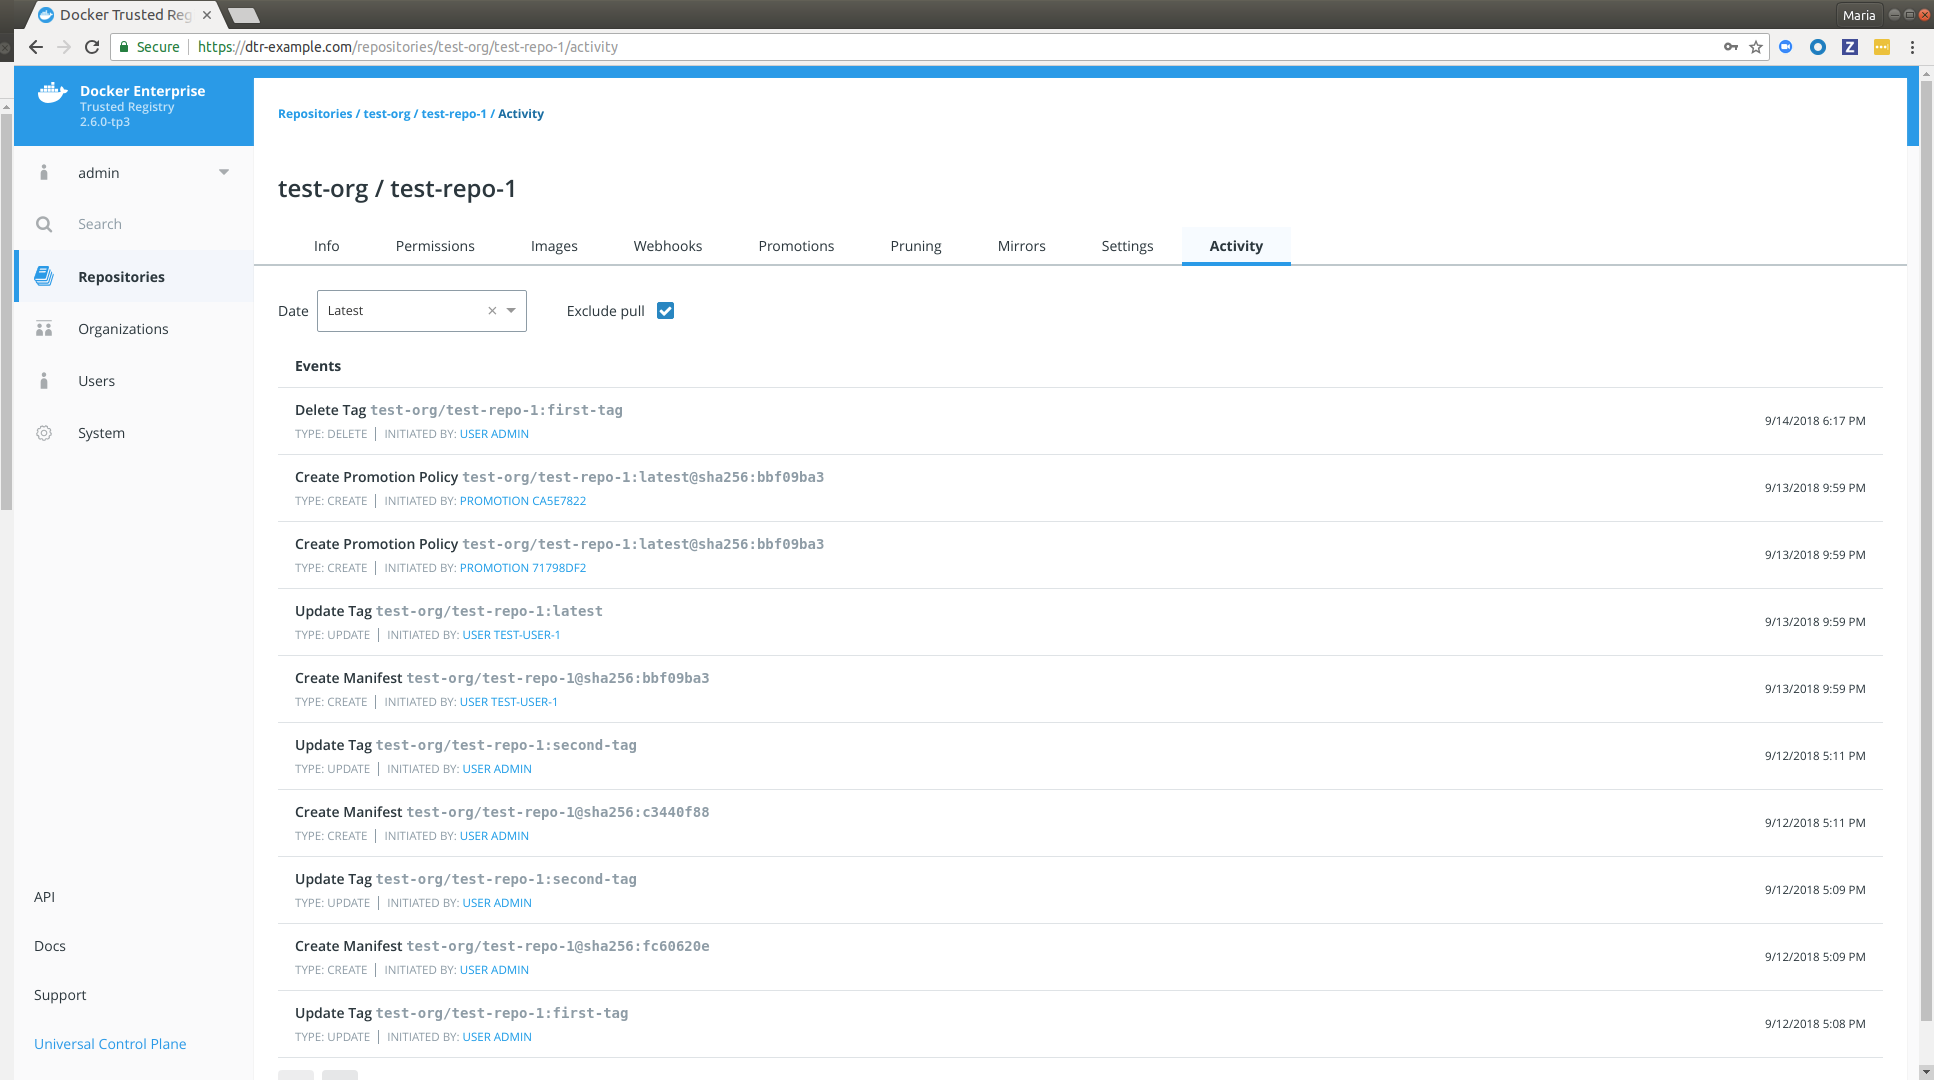 Docker Trusted Reg
Maria
Secure https://dtr-example.com/repositories/test-org/test-repo-1/activity
Z
Docker Enterprise
Trusted Registry
2.6.0-tp3
admin
Search
Repositories
Organizations
Users
System
API
Docs
Support
Universal Control Plane
Repositories / test-org / test-repo-1 / Activity
test-org / test-repo-1
Info Permissions Images Webhooks Promotions Pruning Mirrors Settings Activity
Date Latest Exclude pull
Events
Delete Tag test-org/test-repo-1:first-tag
TYPE: DELETE | INITIATED BY: USER ADMIN
9/14/2018 6:17 PM
Create Promotion Policy test-org/test-repo-1:latest@sha256:bbf09ba3
TYPE: CREATE | INITIATED BY: PROMOTION CA5E7822
9/13/2018 9:59 PM
Create Promotion Policy test-org/test-repo-1:latest@sha256:bbf09ba3
TYPE: CREATE | INITIATED BY: PROMOTION 71798DF2
9/13/2018 9:59 PM
Update Tag test-org/test-repo-1:latest
TYPE: UPDATE | INITIATED BY: USER TEST-USER-1
9/13/2018 9:59 PM
Create Manifest test-org/test-repo-1@sha256:bbf09ba3
TYPE: CREATE | INITIATED BY: USER TEST-USER-1
9/13/2018 9:59 PM
Update Tag test-org/test-repo-1:second-tag
TYPE: UPDATE | INITIATED BY: USER ADMIN
9/12/2018 5:11 PM
Create Manifest test-org/test-repo-1@sha256:c3440f88
TYPE: CREATE | INITIATED BY: USER ADMIN
9/12/2018 5:11 PM
Update Tag test-org/test-repo-1:second-tag
TYPE: UPDATE | INITIATED BY: USER ADMIN
9/12/2018 5:09 PM
Create Manifest test-org/test-repo-1@sha256:fc60620e
TYPE: CREATE | INITIATED BY: USER ADMIN
9/12/2018 5:09 PM
Update Tag test-org/test-repo-1:first-tag
TYPE: UPDATE | INITIATED BY: USER ADMIN
9/12/2018 5:08 PM